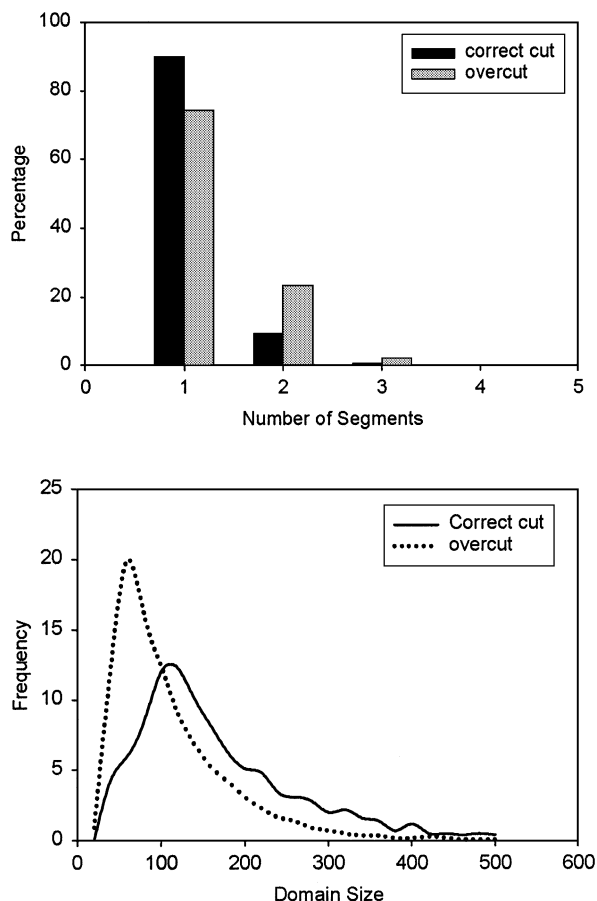 100
80
60
40
20
0
Percentage
correct cut
overcut
0 1 2 3 4 5
Number of Segments
25
20
15
10
5
0
Frequency
Correct cut
overcut
0 100 200 300 400 500 600
Domain Size